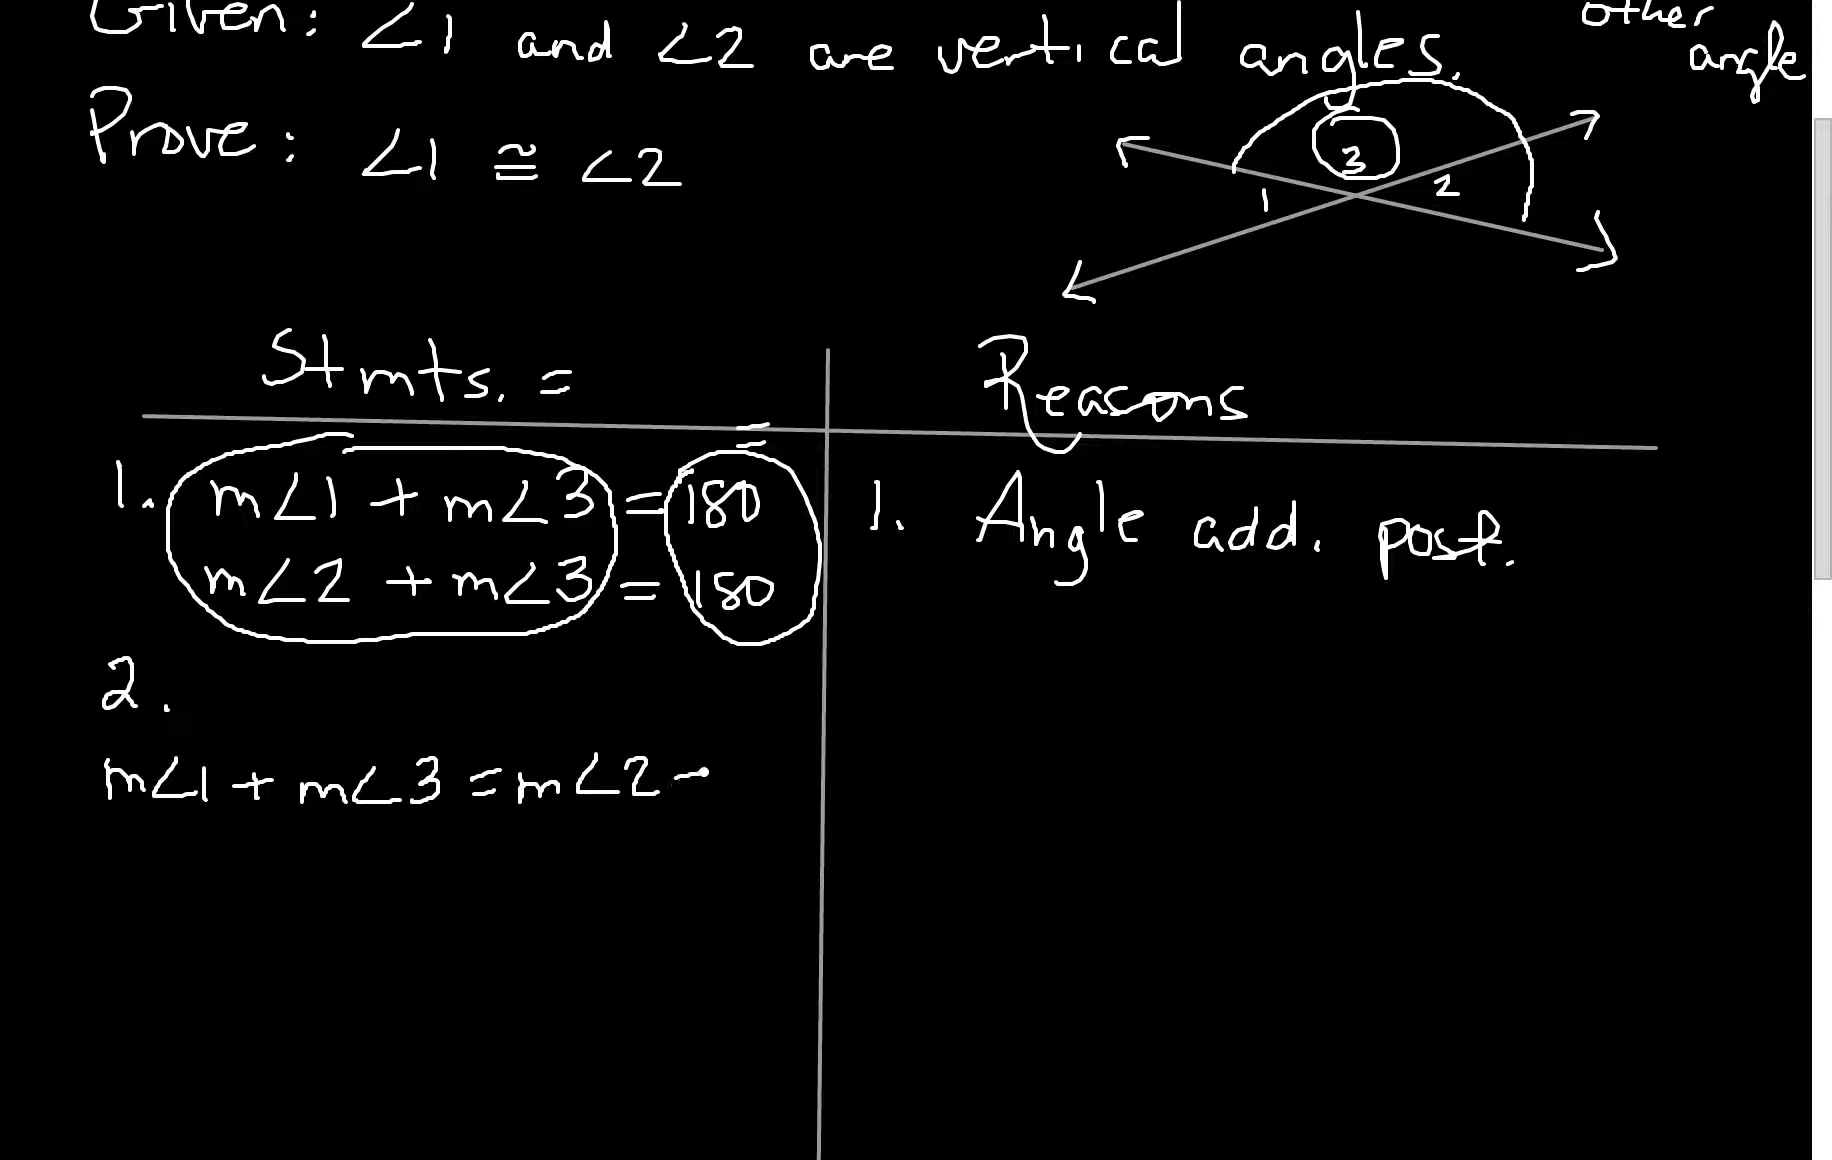 Given: ∠1 and ∠2 are vertical angles.
other
angle
Prove: ∠1 ≅ ∠2
3
1
2
Stmts. =
Reasons
1. m∠1 + m∠3 = 180
m∠2 + m∠3 = 180
1. Angle add. post.
2.
m∠1 + m∠3 = m∠2 -